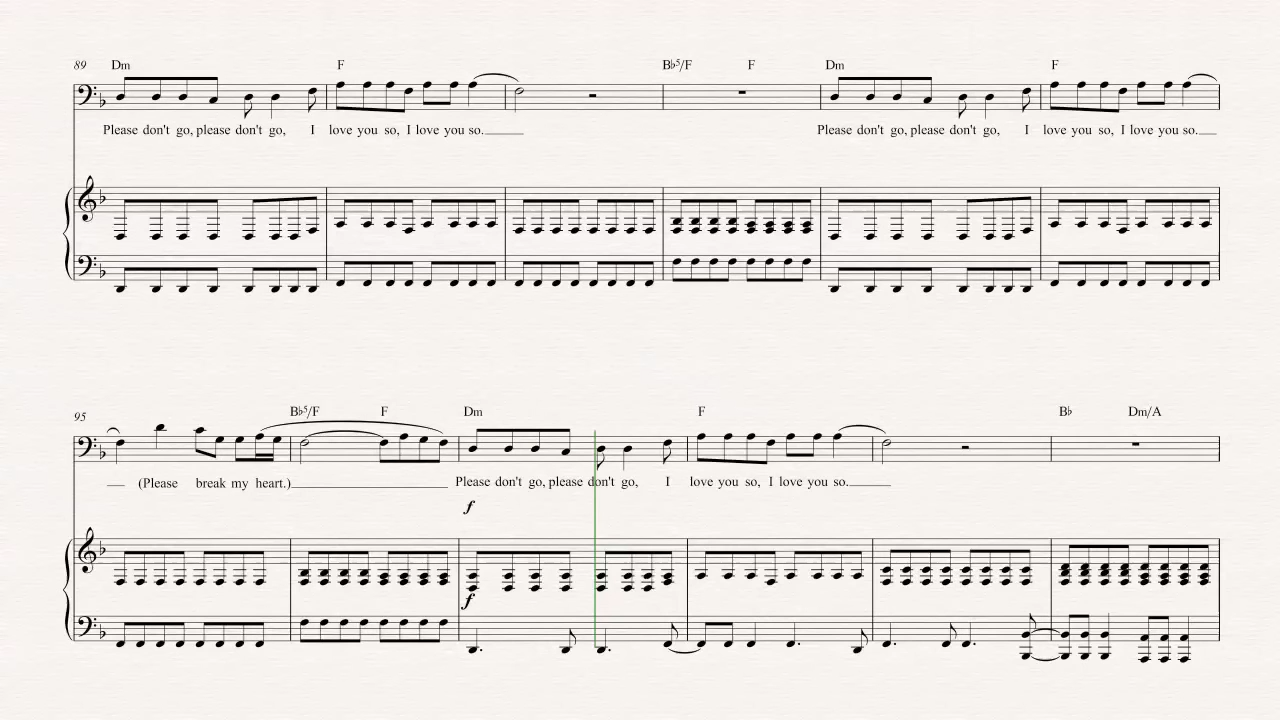 89 Dm F B♭5/F F Dm F
Please don't go, please don't go, I love you so, I love you so. Please don't go, please don't go, I love you so, I love you so.
95 B♭5/F F Dm F B♭ Dm/A
(Please break my heart.) Please don't go, please don't go, I love you so, I love you so.
f
f